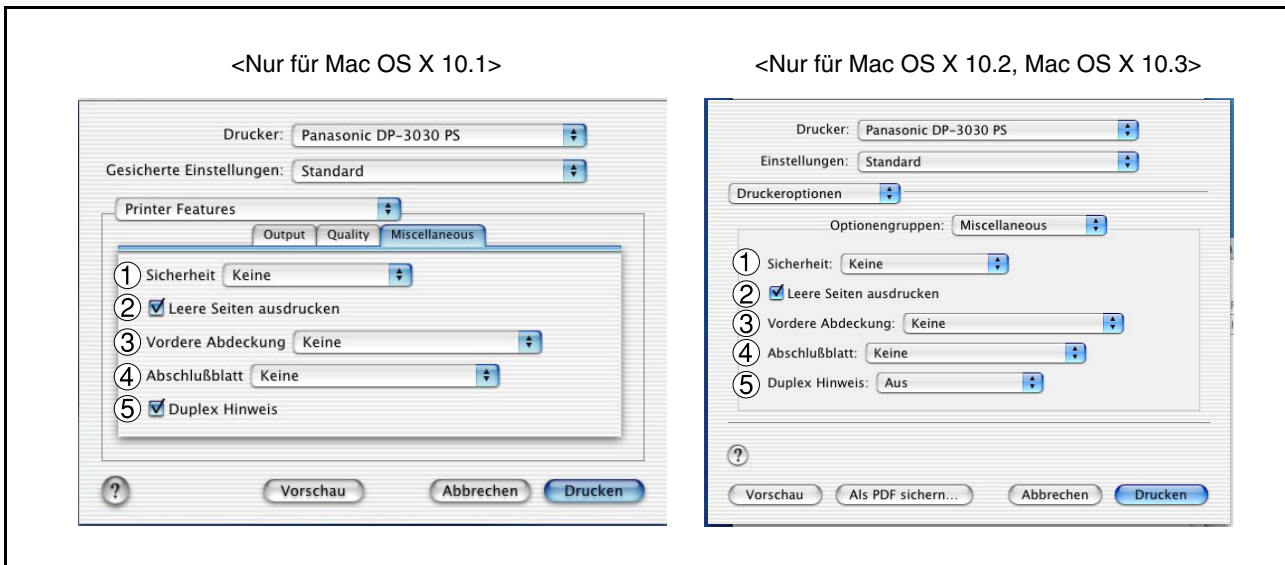 <Nur für Mac OS X 10.1>
Drucker: Panasonic DP-3030 PS
Gesicherte Einstellungen: Standard
Printer Features
Output Quality Miscellaneous
① Sicherheit Keine
② Leere Seiten ausdrucken
③ Vordere Abdeckung Keine
④ Abschlußblatt Keine
⑤ Duplex Hinweis
? Vorschau Abbrechen Drucken
<Nur für Mac OS X 10.2, Mac OS X 10.3>
Drucker: Panasonic DP-3030 PS
Einstellungen: Standard
Druckeroptionen
Optionengruppen: Miscellaneous
① Sicherheit: Keine
② Leere Seiten ausdrucken
③ Vordere Abdeckung: Keine
④ Abschlußblatt: Keine
⑤ Duplex Hinweis: Aus
?
Vorschau Als PDF sichern... Abbrechen Drucken